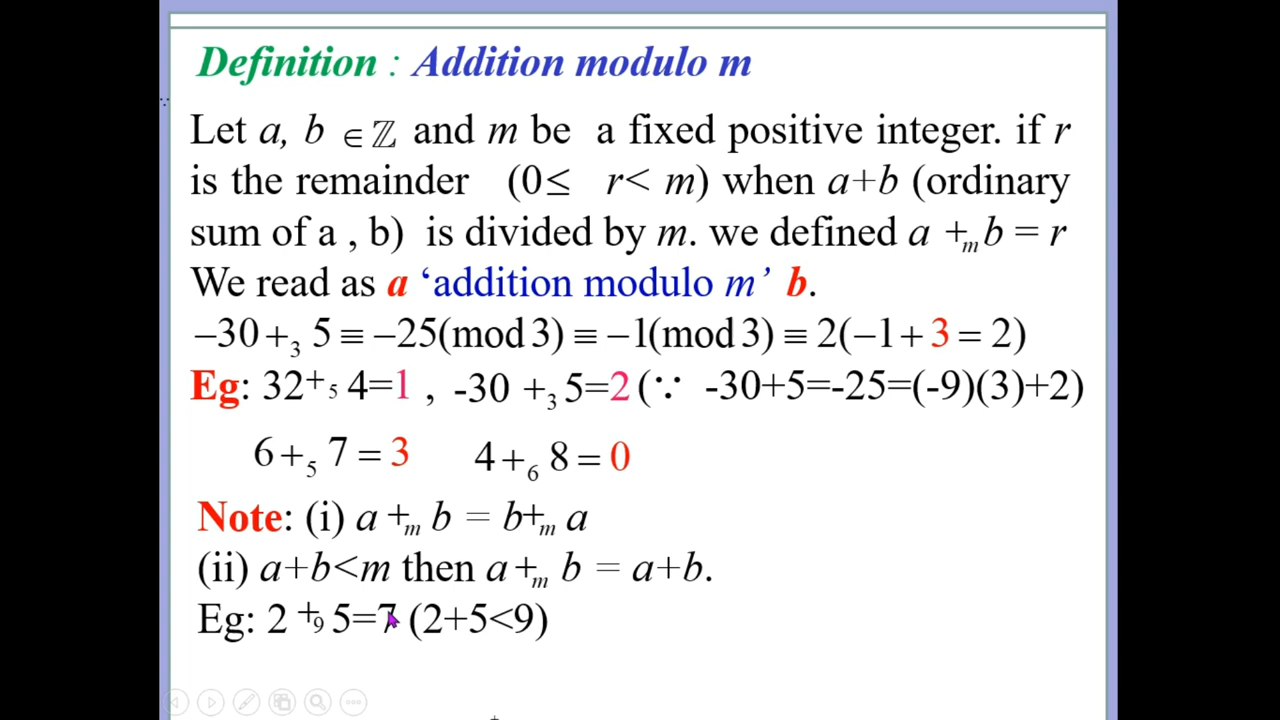 Definition : Addition modulo m
Let a, b ∈ ℤ and m be a fixed positive integer. if r
is the remainder (0≤ r< m) when a+b (ordinary
sum of a , b) is divided by m. we defined a +ₘ b = r
We read as a ‘addition modulo m’ b.
−30 +₃ 5 ≡ −25(mod 3) ≡ −1(mod 3) ≡ 2(−1 + 3 = 2)
Eg: 32 +₅ 4=1 , -30 +₃ 5=2 (∵ -30+5=-25=(-9)(3)+2)
6 +₅ 7 = 3 4 +₆ 8 = 0
Note: (i) a +ₘ b = b +ₘ a
(ii) a+b<m then a +ₘ b = a+b.
Eg: 2 +₉ 5=7 (2+5<9)